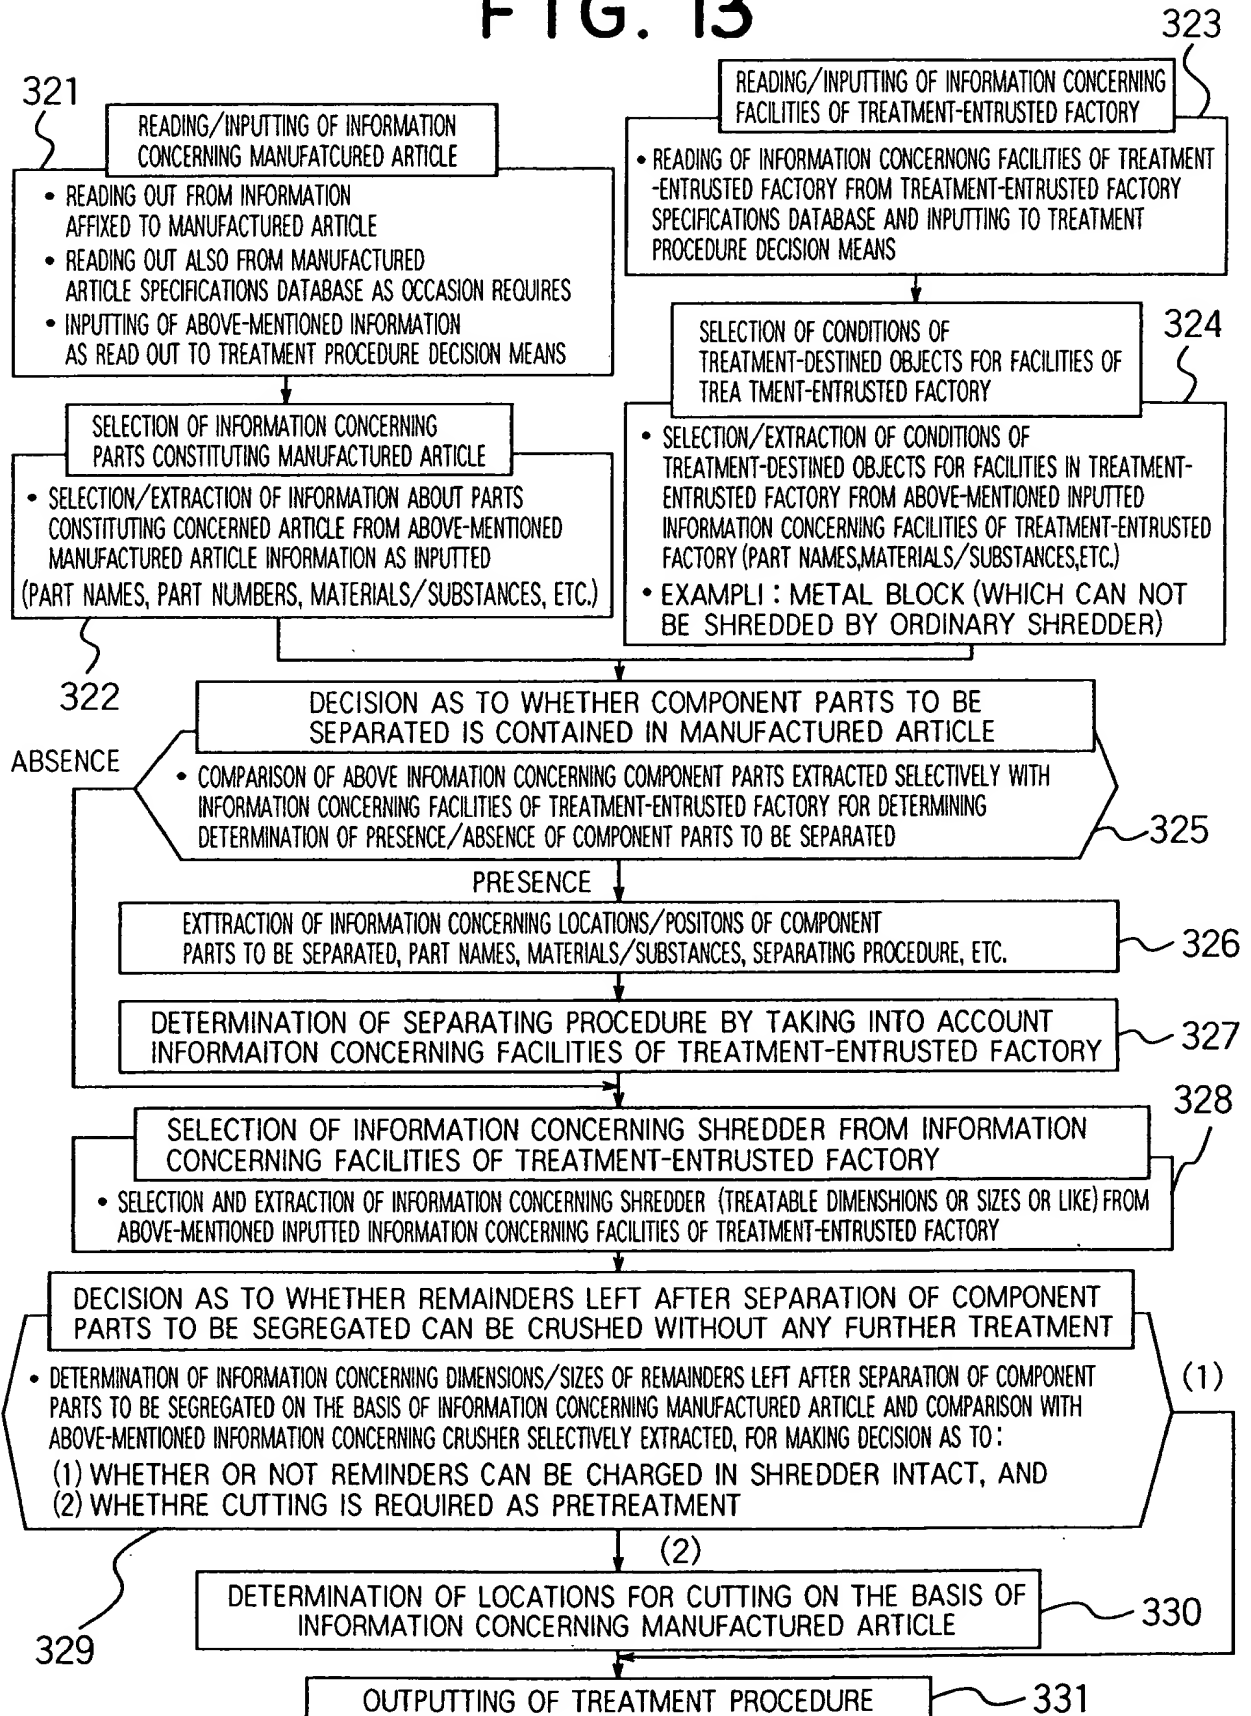 FIG. 13
321
READING/INPUTTING OF INFORMATION
CONCERNING MANUFATCURED ARTICLE
• READING OUT FROM INFORMATION
AFFIXED TO MANUFACTURED ARTICLE
• READING OUT ALSO FROM MANUFACTURED
ARTICLE SPECIFICATIONS DATABASE AS OCCASION REQUIRES
• INPUTTING OF ABOVE-MENTIONED INFORMATION
AS READ OUT TO TREATMENT PROCEDURE DECISION MEANS
SELECTION OF INFORMATION CONCERNING
PARTS CONSTITUTING MANUFACTURED ARTICLE
• SELECTION/EXTRACTION OF INFORMATION ABOUT PARTS
CONSTITUTING CONCERNED ARTICLE FROM ABOVE-MENTIONED
MANUFACTURED ARTICLE INFORMATION AS INPUTTED
(PART NAMES, PART NUMBERS, MATERIALS/SUBSTANCES, ETC.)
322
323
READING/INPUTTING OF INFORMATION CONCERNING
FACILITIES OF TREATMENT-ENTRUSTED FACTORY
• READING OF INFORMATION CONCERNONG FACILITIES OF TREATMENT
-ENTRUSTED FACTORY FROM TREATMENT-ENTRUSTED FACTORY
SPECIFICATIONS DATABASE AND INPUTTING TO TREATMENT
PROCEDURE DECISION MEANS
324
SELECTION OF CONDITIONS OF
TREATMENT-DESTINED OBJECTS FOR FACILITIES OF
TREA TMENT-ENTRUSTED FACTORY
• SELECTION/EXTRACTION OF CONDITIONS OF
TREATMENT-DESTINED OBJECTS FOR FACILITIES IN TREATMENT-
ENTRUSTED FACTORY FROM ABOVE-MENTIONED INPUTTED
INFORMATION CONCERNING FACILITIES OF TREATMENT-ENTRUSTED
FACTORY (PART NAMES,MATERIALS/SUBSTANCES,ETC.)
• EXAMPLI : METAL BLOCK (WHICH CAN NOT
BE SHREDDED BY ORDINARY SHREDDER)
DECISION AS TO WHETHER COMPONENT PARTS TO BE
SEPARATED IS CONTAINED IN MANUFACTURED ARTICLE
ABSENCE
• COMPARISON OF ABOVE INFOMATION CONCERNING COMPONENT PARTS EXTRACTED SELECTIVELY WITH
INFORMATION CONCERNING FACILITIES OF TREATMENT-ENTRUSTED FACTORY FOR DETERMINING
DETERMINATION OF PRESENCE/ABSENCE OF COMPONENT PARTS TO BE SEPARATED
325
PRESENCE
EXTTRACTION OF INFORMATION CONCERNING LOCATIONS/POSITONS OF COMPONENT
PARTS TO BE SEPARATED, PART NAMES, MATERIALS/SUBSTANCES, SEPARATING PROCEDURE, ETC.
326
DETERMINATION OF SEPARATING PROCEDURE BY TAKING INTO ACCOUNT
INFORMAITON CONCERNING FACILITIES OF TREATMENT-ENTRUSTED FACTORY
327
328
SELECTION OF INFORMATION CONCERNING SHREDDER FROM INFORMATION
CONCERNING FACILITIES OF TREATMENT-ENTRUSTED FACTORY
• SELECTION AND EXTRACTION OF INFORMATION CONCERNING SHREDDER (TREATABLE DIMENSHIONS OR SIZES OR LIKE) FROM
ABOVE-MENTIONED INPUTTED INFORMATION CONCERNING FACILITIES OF TREATMENT-ENTRUSTED FACTORY
DECISION AS TO WHETHER REMAINDERS LEFT AFTER SEPARATION OF COMPONENT
PARTS TO BE SEGREGATED CAN BE CRUSHED WITHOUT ANY FURTHER TREATMENT
• DETERMINATION OF INFORMATION CONCERNING DIMENSIONS/SIZES OF REMAINDERS LEFT AFTER SEPARATION OF COMPONENT
PARTS TO BE SEGREGATED ON THE BASIS OF INFORMATION CONCERNING MANUFACTURED ARTICLE AND COMPARISON WITH
ABOVE-MENTIONED INFORMATION CONCERNING CRUSHER SELECTIVELY EXTRACTED, FOR MAKING DECISION AS TO :
(1) WHETHER OR NOT REMINDERS CAN BE CHARGED IN SHREDDER INTACT, AND
(2) WHETHRE CUTTING IS REQUIRED AS PRETREATMENT
(1)
329
(2)
DETERMINATION OF LOCATIONS FOR CUTTING ON THE BASIS OF
INFORMATION CONCERNING MANUFACTURED ARTICLE
330
OUTPUTTING OF TREATMENT PROCEDURE
331